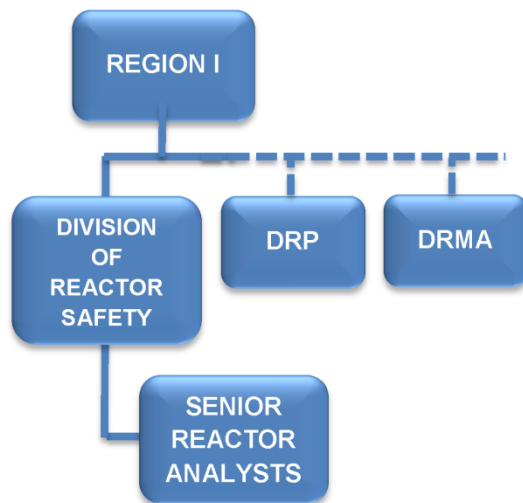 REGION I
DIVISION
OF
REACTOR
SAFETY
DRP
DRMA
SENIOR
REACTOR
ANALYSTS